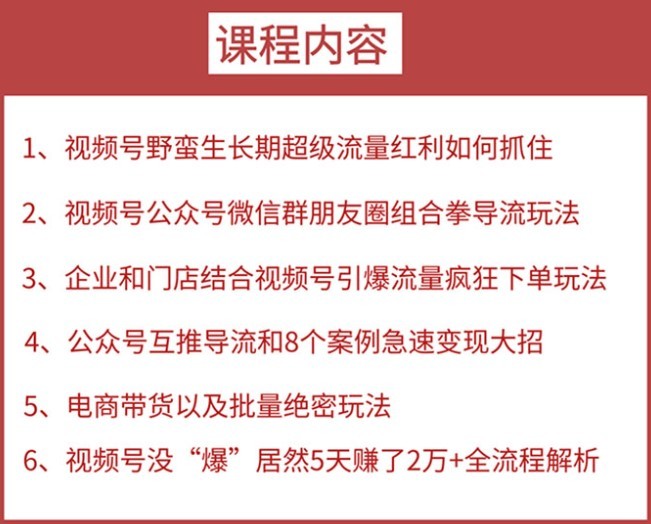 课程内容
1、视频号野蛮生长期超级流量红利如何抓住
2、视频号公众号微信群朋友圈组合拳导流玩法
3、企业和门店结合视频号引爆流量疯狂下单玩法
4、公众号互推导流和8个案例急速变现大招
5、电商带货以及批量绝密玩法
6、视频号没“爆”居然5天赚了2万+全流程解析